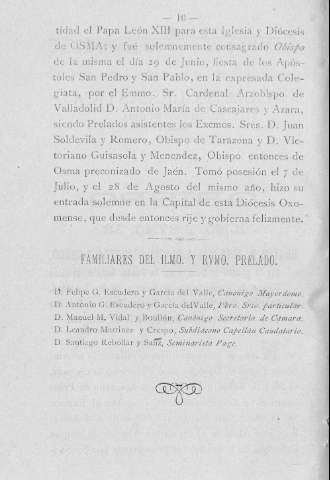 — 10 —
tidad el Papa León XIII para esta Iglesia y Diócesis
de OSMA; y fué solemnemente consagrado Obispo
de la misma el día 29 de Junio, fiesta de los Após-
toles San Pedro y San Pablo, en la expresada Cole-
giata, por el Emmo. Sr. Cardenal Arzobispo de
Valladolid D. Antonio María de Cascajares y Azara,
siendo Prelados asistentes los Excmos. Sres. D. Juan
Soldevila y Romero, Obispo de Tarazona y D. Vic-
toriano Guisasola y Menendez, Obispo entonces de
Osma preconizado de Jaén. Tomó posesión el 7 de
Julio, y el 28 de Agosto del mismo año, hizo su
entrada solemne en la Capital de esta Diócesis Oxo-
mense, que desde entonces rije y gobierna felizmente.
FAMILIARES DEL ILMO. Y RVMO. PRELADO.
D. Felipe G. Escudero y García del Valle, Canónigo Mayordomo.
D. Antonio G. Escudero y García del Valle, Pbro. Srio. particular.
D. Manuel M. Vidal y Boullón, Canónigo Secretario de Cámara.
D. Leandro Martínez y Crespo, Subdiácono Capellán Caudatario.
D. Santiago Rebollar y Sanz, Seminarista Page.